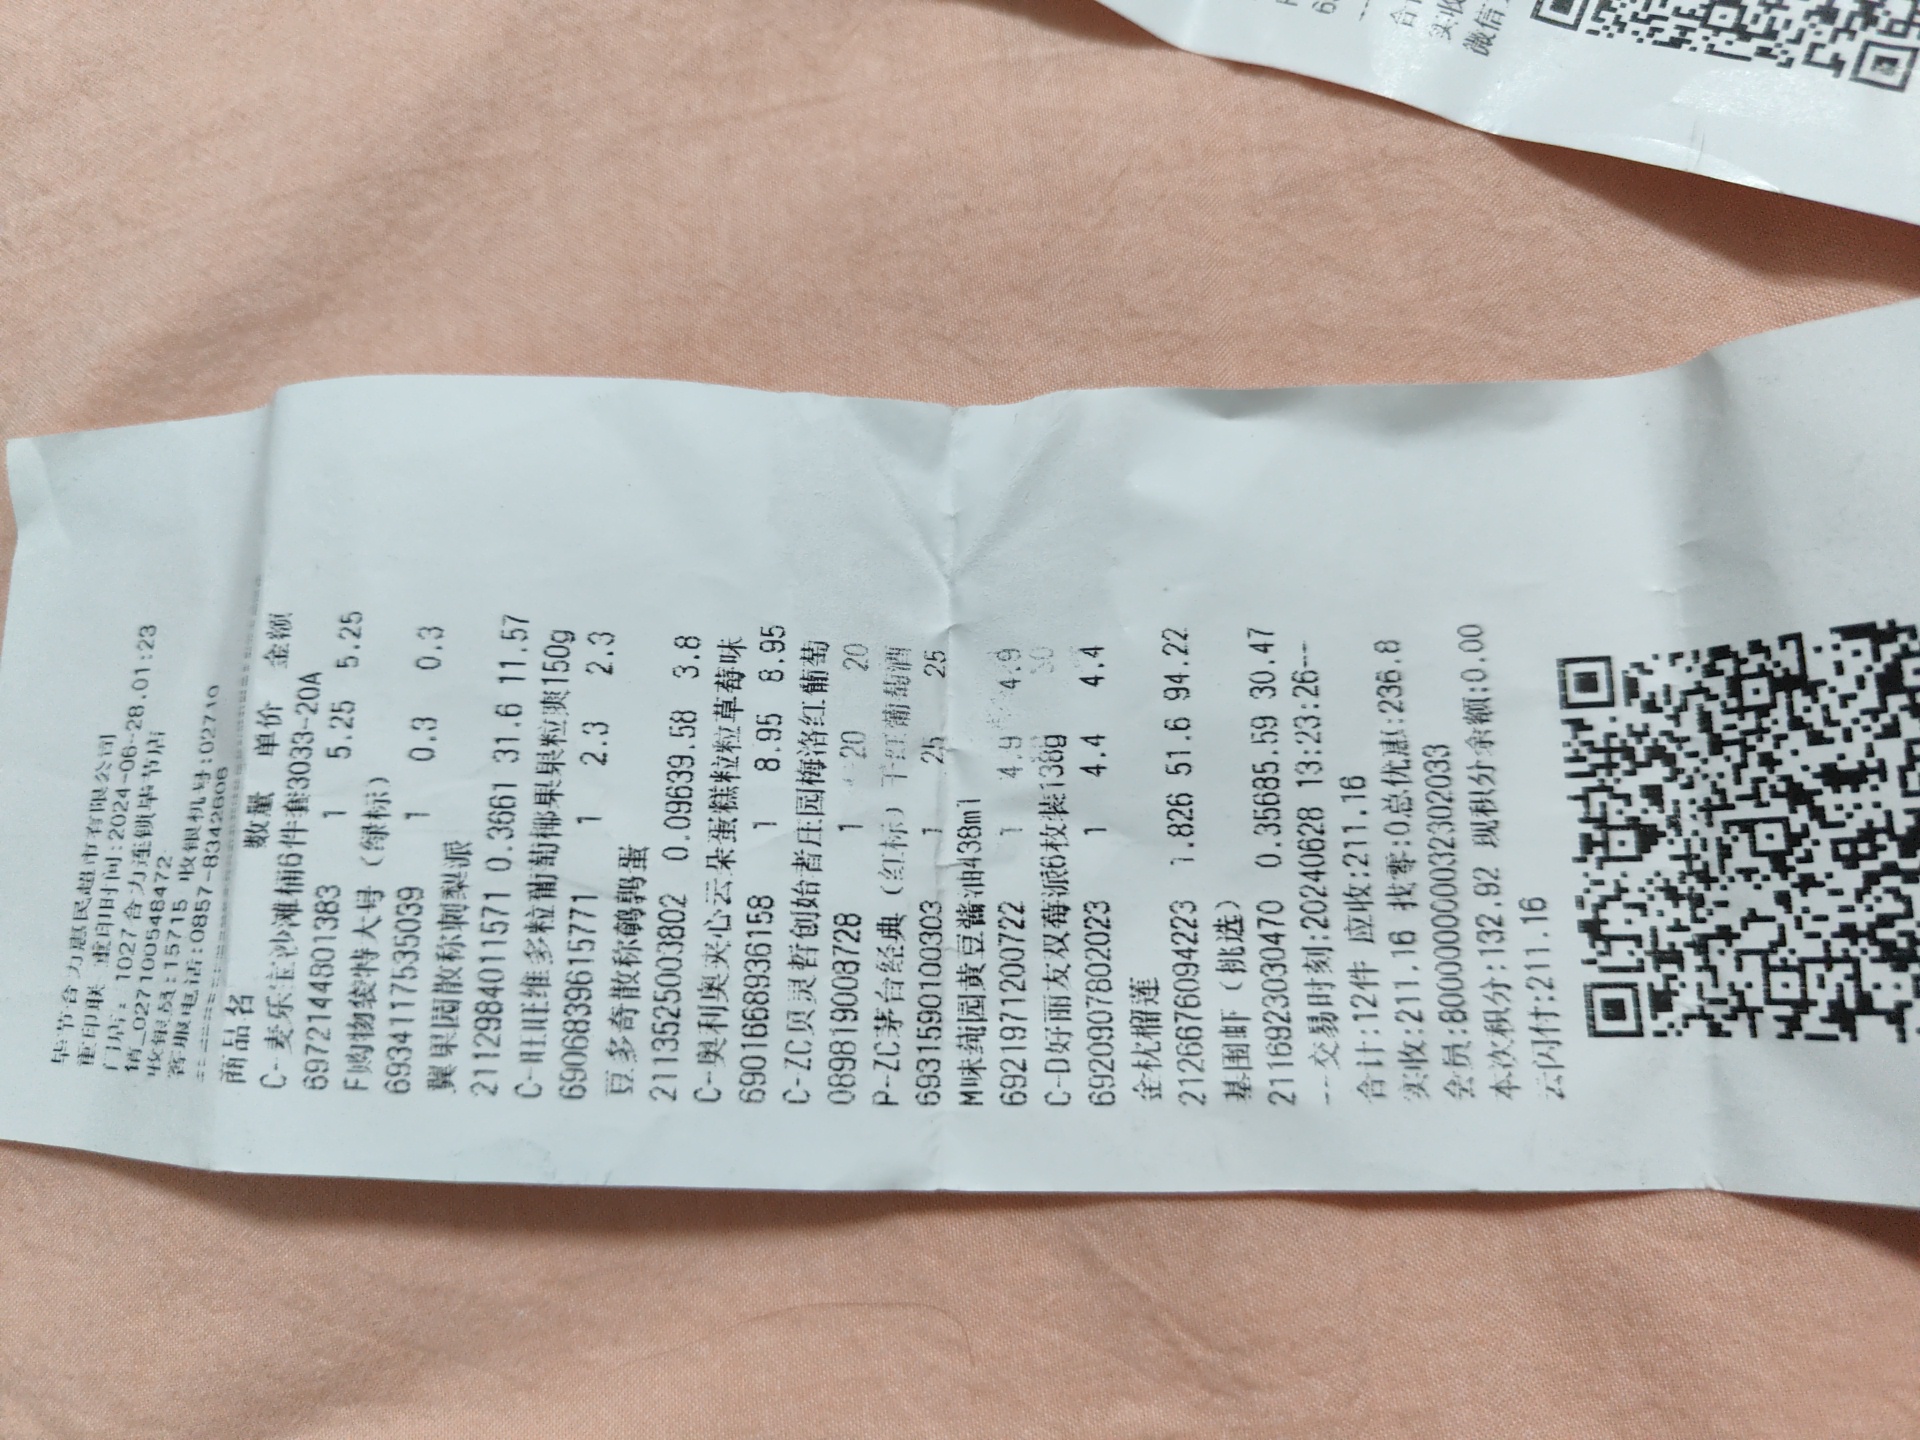 毕节合力惠民超市有限公司
重印联 重印时间:2024-06-28.01:23
门店: 1027合力连锁毕节店
销_027100548472
收银员:15715 收银机号:02710
客服电话:0857-8342606
商品名 数量 单价 金额
C-麦乐宝沙滩桶6件套3033-20A
6972144801383 1 5.25 5.25
F购物袋特大号(绿标)
6934117535039 1 0.3 0.3
翼果园散称刺梨派
2112984011571 0.3661 31.6 11.57
C-旺旺维多粒葡萄椰果果粒爽150g
6906839615771 1 2.3 2.3
豆多奇散称鹌鹑蛋
2113525003802 0.09639.58 3.8
C-奥利奥夹心云朵蛋糕粒粒草莓味
6901668936158 1 8.95 8.95
C-ZC贝灵哲创始者庄园梅洛红葡萄
089819008728 1 20 20
P-ZC茅台经典(红标)干红葡萄酒
6931559010030 3 1 25 25
M味莼园黄豆酱油438ml
6921971200722 1 4.9 4.9
C-D好丽友双莓派6枚装138g
6920907802023 1 4.4 4.4
金枕榴莲
2126676094223 1.826 51.6 94.22
基围虾(挑选)
2116923030470 0.35685.59 30.47
---交易时刻:20240628 13:23:26--
合计:12件 应收:211.16
实收:211.16 找零:0总优惠:236.8
会员:8000000003230203​3
本次积分:132.92 现积分余额:0.00
云闪付:211.16